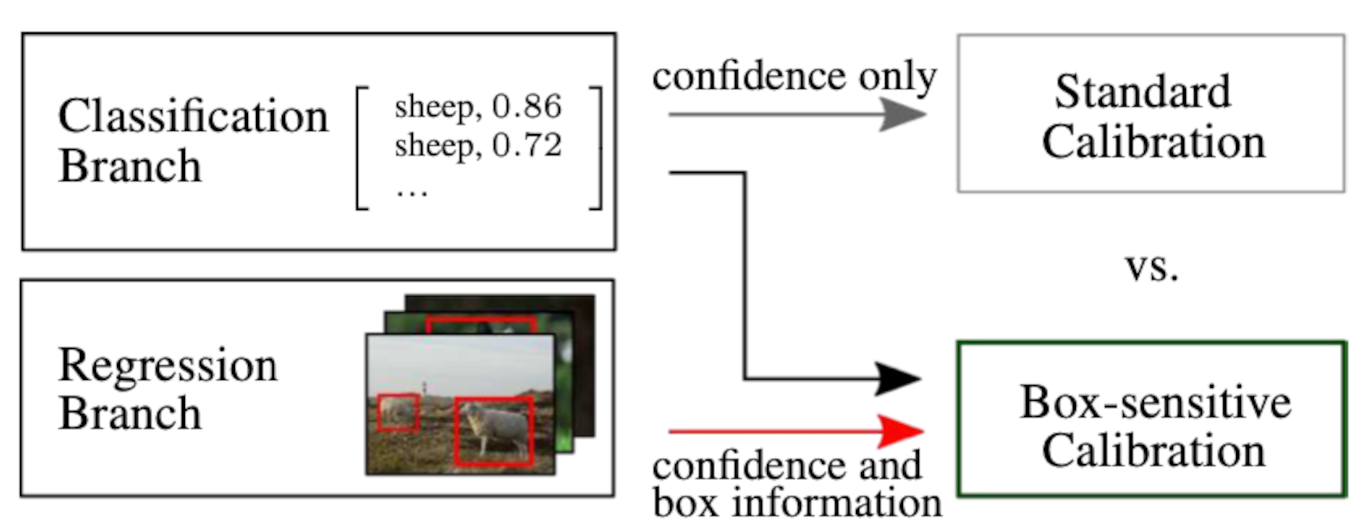 Classification
Branch
sheep, 0.86
sheep, 0.72
...
confidence only
Standard
Calibration
vs.
Regression
Branch
confidence and
box information
Box-sensitive
Calibration